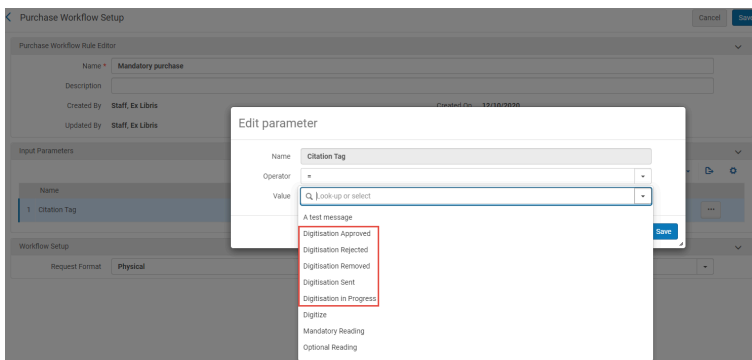 Purchase Workflow Setup
Cancel
Save
Purchase Workflow Rule Editor
Name * Mandatory purchase
Description
Created By Staff, Ex Libris Created On 12/10/2020
Updated By Staff, Ex Libris
Edit parameter
Name Citation Tag
Operator =
Value Look-up or select
Input Parameters
Name
1 Citation Tag
A test message
Digitisation Approved
Save
Digitisation Rejected
Workflow Setup
Digitisation Removed
Request Format Physical
Digitisation Sent
Digitisation in Progress
Digitize
Mandatory Reading
Optional Reading